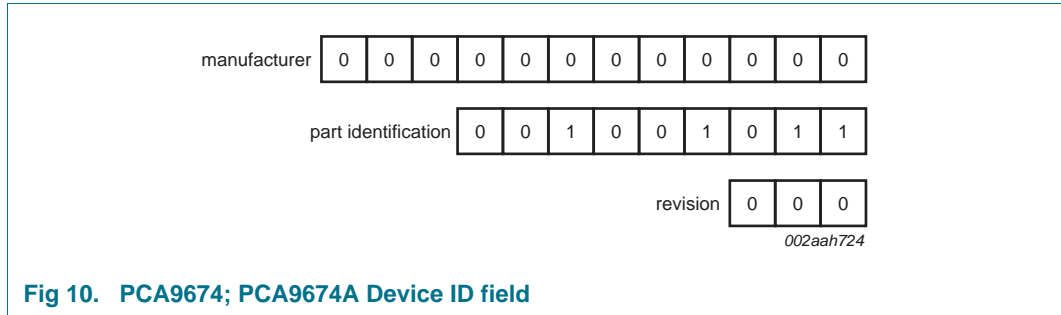 manufacturer 0 0 0 0 0 0 0 0 0 0 0 0
part identification 0 0 1 0 0 1 0 1 1
revision 0 0 0
002aah724
Fig 10. PCA9674; PCA9674A Device ID field